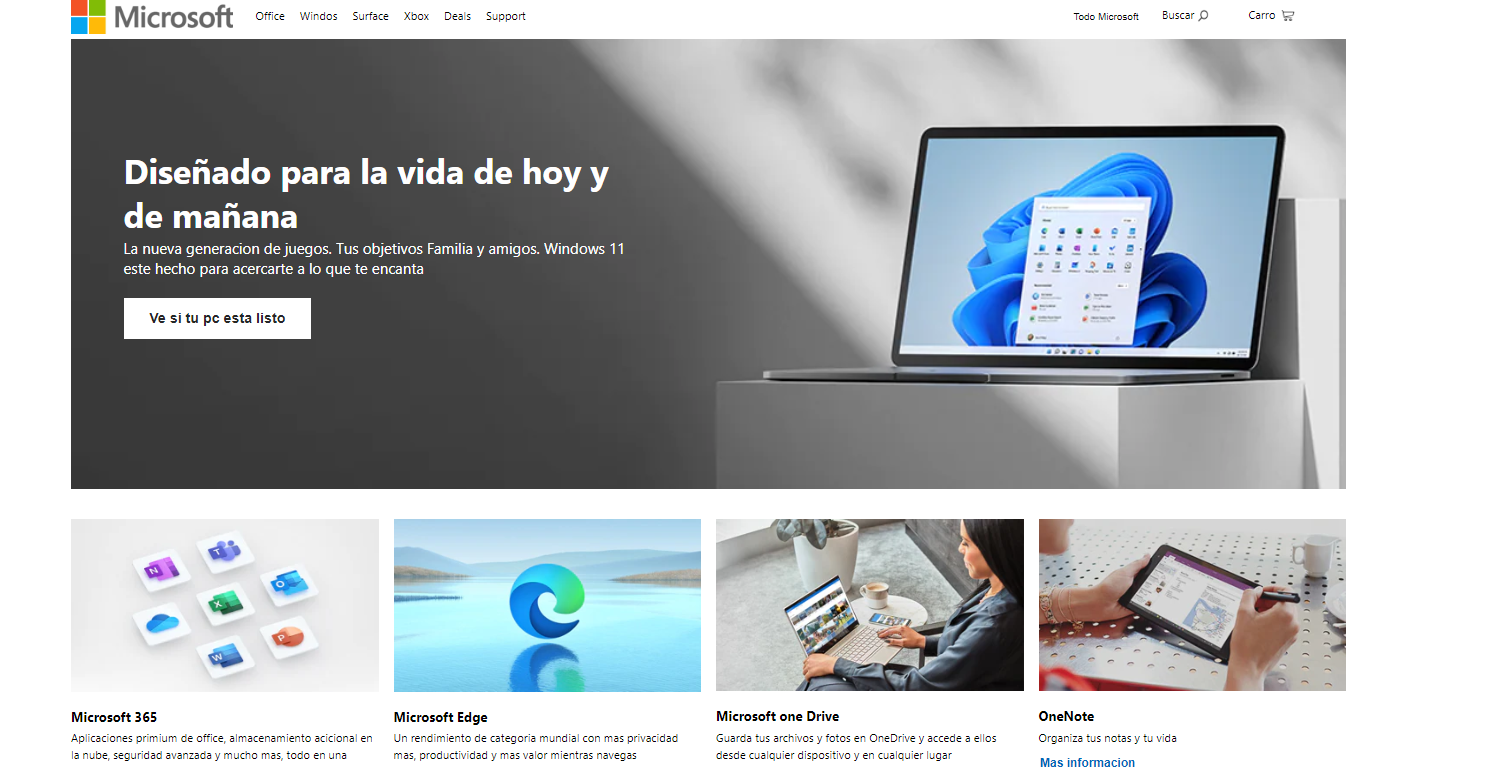 Microsoft Office Windos Surface Xbox Deals Support Todo Microsoft Buscar Carro
Diseñado para la vida de hoy y
de mañana
La nueva generacion de juegos. Tus objetivos Familia y amigos. Windows 11
este hecho para acercarte a lo que te encanta
Ve si tu pc esta listo
Microsoft 365
Aplicaciones primium de office, almacenamiento acicional en
la nube, seguridad avanzada y mucho mas, todo en una
Microsoft Edge
Un rendimiento de categoria mundial con mas privacidad
mas, productividad y mas valor mientras navegas
Microsoft one Drive
Guarda tus archivos y fotos en OneDrive y accede a ellos
desde cualquier dispositivo y en cualquier lugar
OneNote
Organiza tus notas y tu vida
Mas informacion